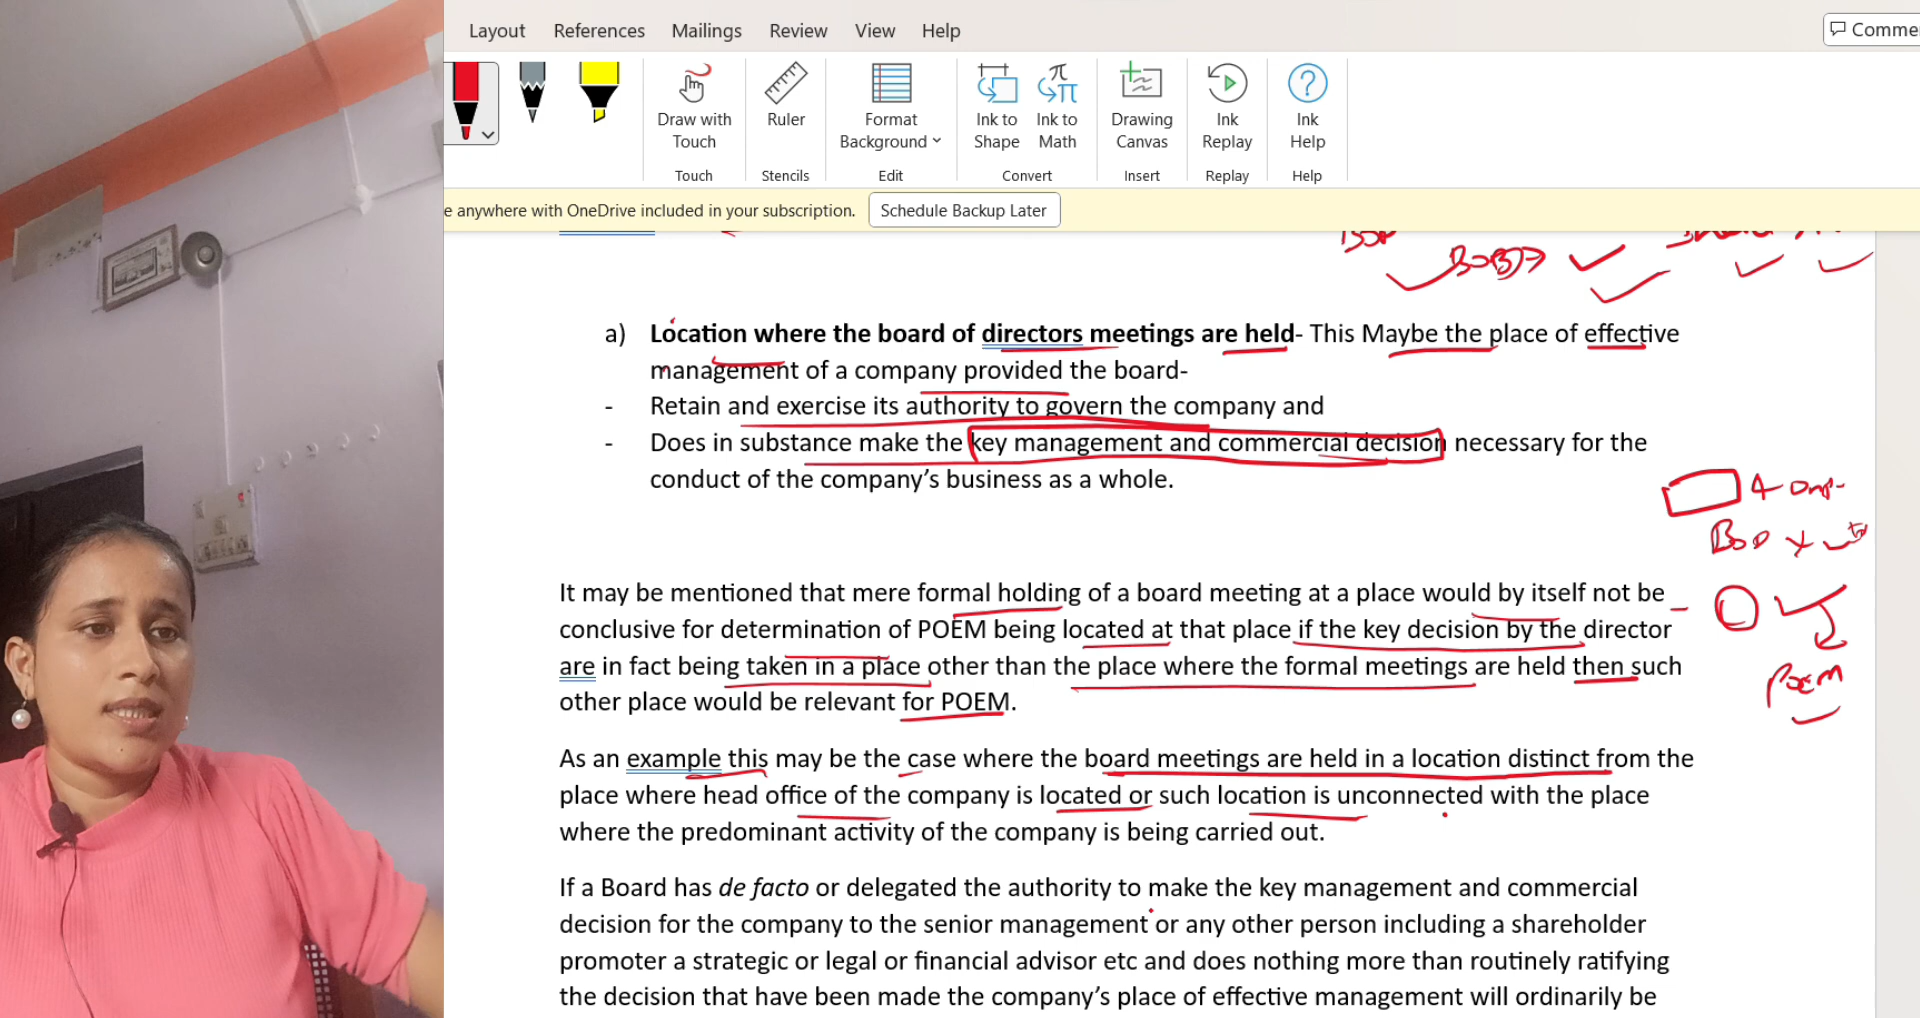 Layout References Mailings Review View Help
Comme
Draw with Touch
Ruler
Format Background
Ink to Shape
Ink to Math
Drawing Canvas
Ink Replay
Ink Help
Touch Stencils Edit Convert Insert Replay Help
e anywhere with OneDrive included in your subscription. Schedule Backup Later
a) Location where the board of directors meetings are held- This Maybe the place of effective
management of a company provided the board-
- Retain and exercise its authority to govern the company and
- Does in substance make the key management and commercial decision necessary for the
conduct of the company’s business as a whole.
BOD
It may be mentioned that mere formal holding of a board meeting at a place would by itself not be
conclusive for determination of POEM being located at that place if the key decision by the director
are in fact being taken in a place other than the place where the formal meetings are held then such
other place would be relevant for POEM.
POEM
As an example this may be the case where the board meetings are held in a location distinct from the
place where head office of the company is located or such location is unconnected with the place
where the predominant activity of the company is being carried out.
If a Board has de facto or delegated the authority to make the key management and commercial
decision for the company to the senior management or any other person including a shareholder
promoter a strategic or legal or financial advisor etc and does nothing more than routinely ratifying
the decision that have been made the company’s place of effective management will ordinarily be